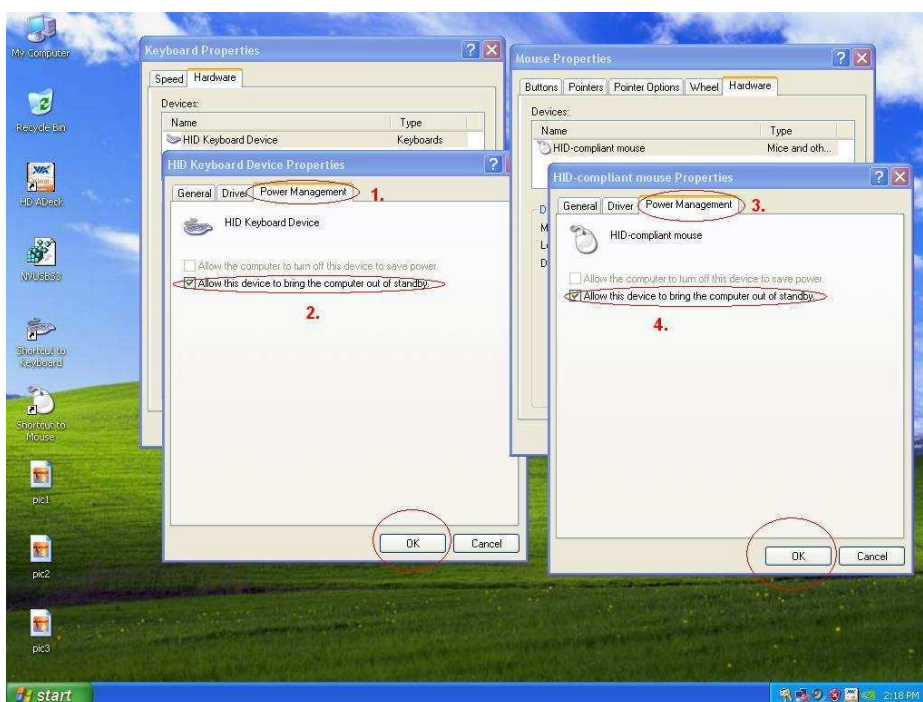 My Computer
Recycle Bin
HD ADeck
Shortcut to
Keyboard
Shortcut to
Mouse
pic1
pic2
pic3
Keyboard Properties
Speed
Hardware
Devices:
Name
Type
HID Keyboard Device
Keyboards
HID Keyboard Device Properties
General
Driver
Power Management
1.
HID Keyboard Device
Allow the computer to turn off this device to save power.
Allow this device to bring the computer out of standby.
2.
OK
Cancel
Mouse Properties
Buttons
Pointers
Pointer Options
Wheel
Hardware
Devices:
Name
Type
HID-compliant mouse
Mice and oth...
D
M
L
D
HID-compliant mouse Properties
General
Driver
Power Management
3.
HID-compliant mouse
Allow the computer to turn off this device to save power.
Allow this device to bring the computer out of standby.
4.
OK
Cancel
start
2:18 PM